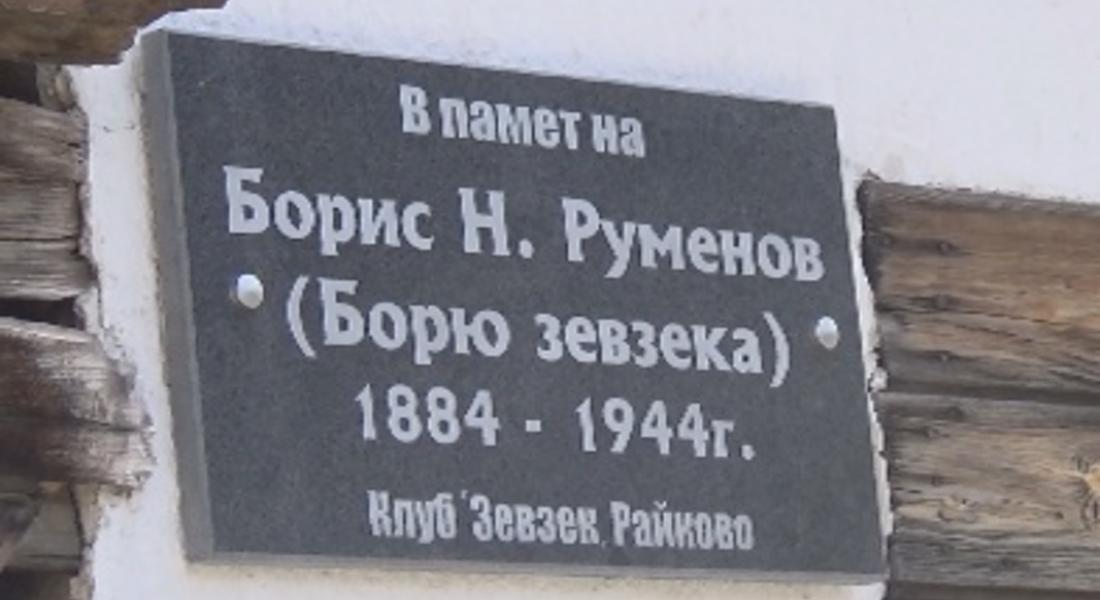 В памет на
Борис Н. Руменов
(Борю зевзека)
1884 - 1944г.
Клуб 'Зевзек, Райково